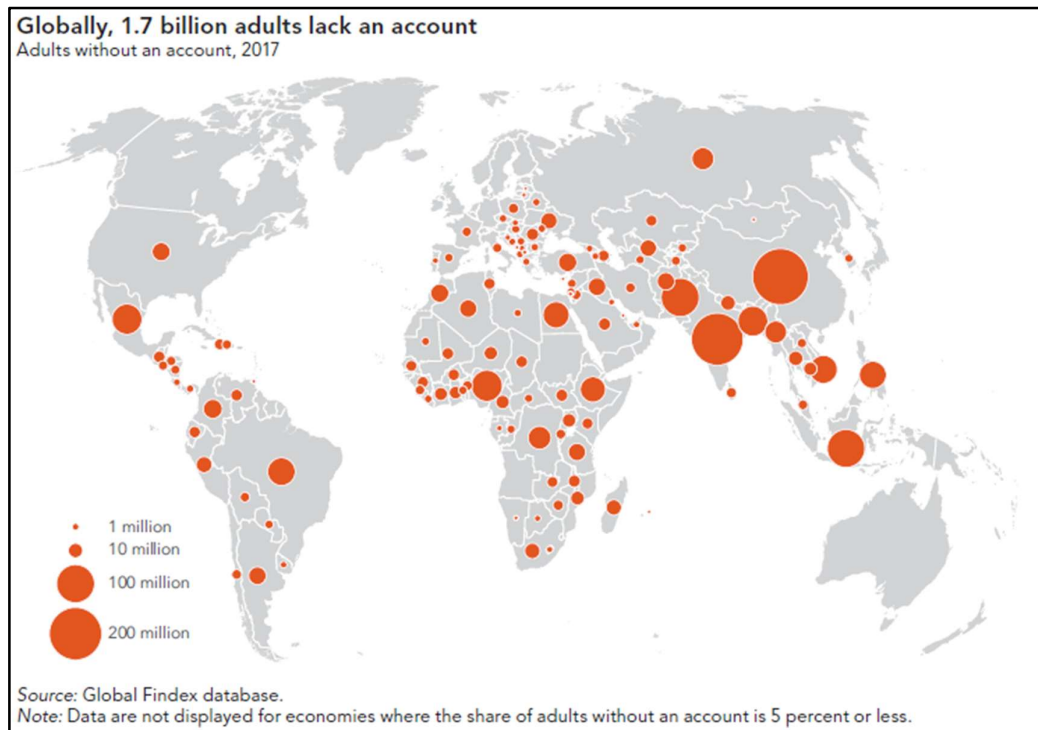 Globally, 1.7 billion adults lack an account
Adults without an account, 2017
1 million
10 million
100 million
200 million
Source: Global Findex database.
Note: Data are not displayed for economies where the share of adults without an account is 5 percent or less.